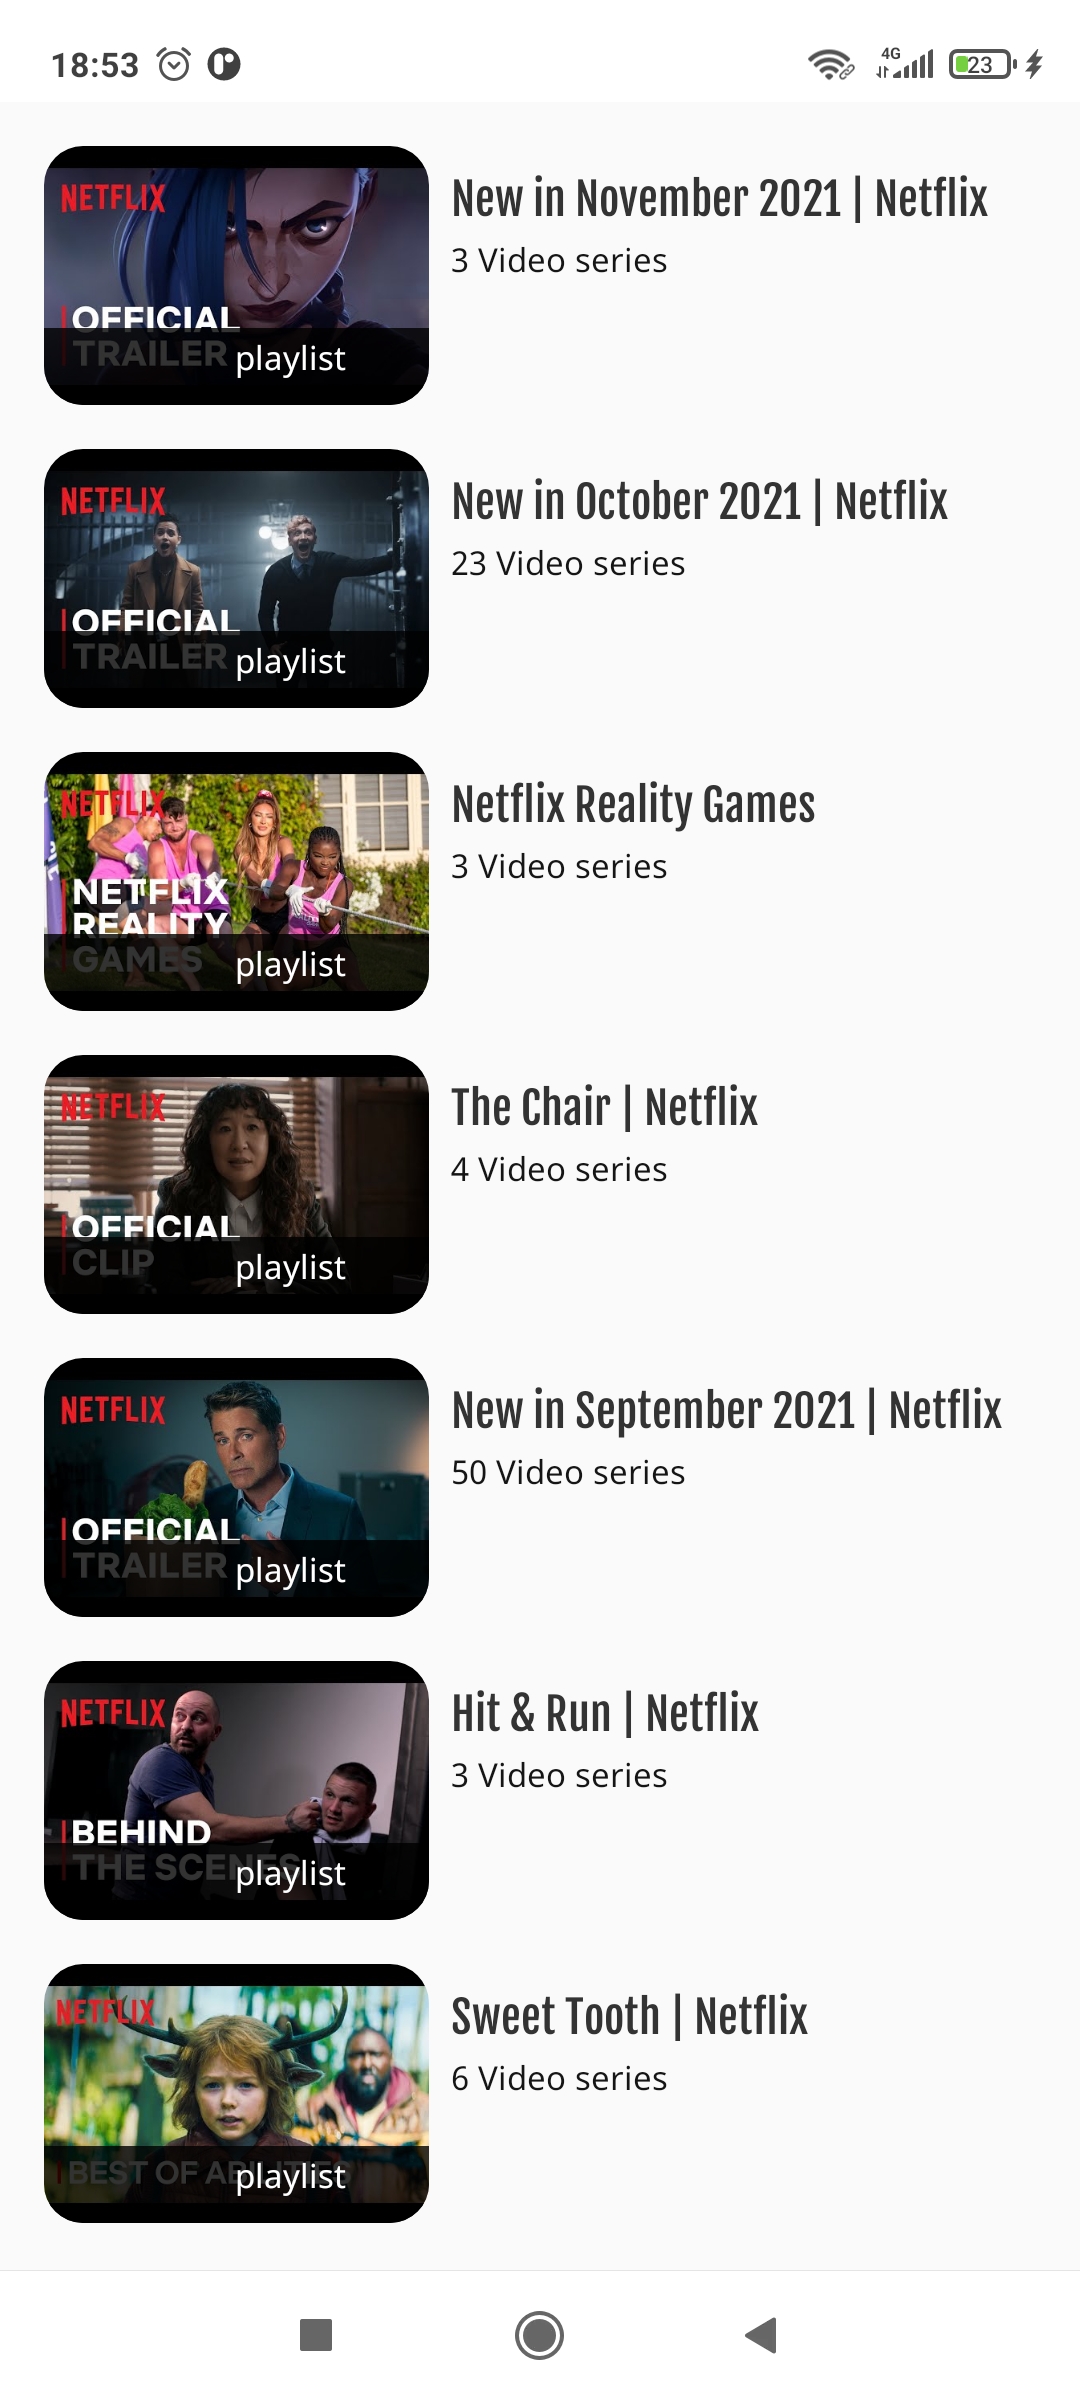 18:53
4G
23
NETFLIX
OFFICIAL
TRAILER
playlist
New in November 2021 | Netflix
3 Video series
NETFLIX
OFFICIAL
TRAILER
playlist
New in October 2021 | Netflix
23 Video series
NETFLIX
NETFLIX
REALITY
GAMES
playlist
Netflix Reality Games
3 Video series
NETFLIX
OFFICIAL
CLIP
playlist
The Chair | Netflix
4 Video series
NETFLIX
OFFICIAL
TRAILER
playlist
New in September 2021 | Netflix
50 Video series
NETFLIX
BEHIND
THE SCENES
playlist
Hit & Run | Netflix
3 Video series
NETFLIX
BEST OF
playlist
Sweet Tooth | Netflix
6 Video series